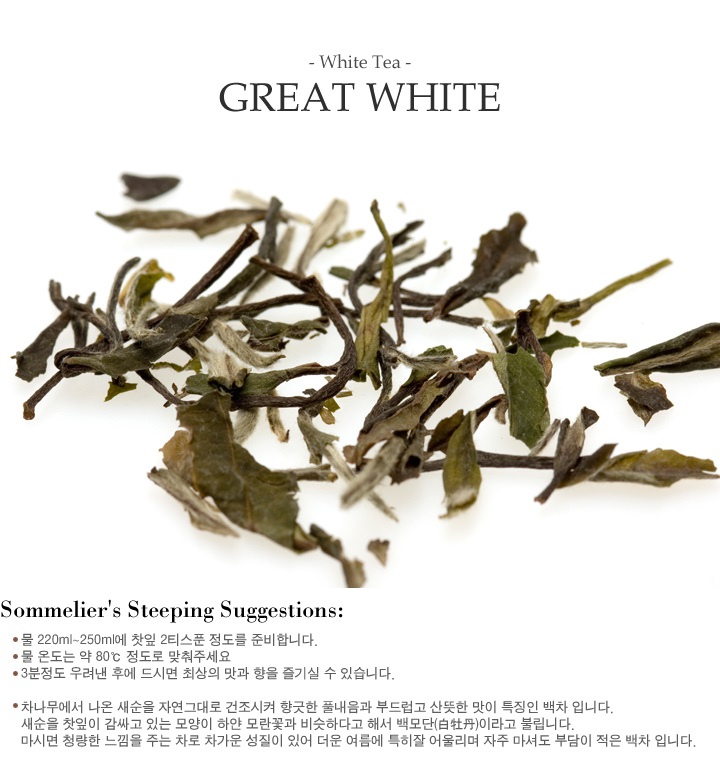 - White Tea -
GREAT WHITE
Sommelier's Steeping Suggestions:
•물 220ml~250ml에 찻잎 2티스푼 정도를 준비합니다.
•물 온도는 약 80℃ 정도로 맞춰주세요
•3분정도 우려낸 후에 드시면 최상의 맛과 향을 즐기실 수 있습니다.
•차나무에서 나온 새순을 자연그대로 건조시켜 향긋한 풀내음과 부드럽고 산뜻한 맛이 특징인 백차 입니다.
새순을 찻잎이 감싸고 있는 모양이 하얀 모란꽃과 비슷하다고 해서 백모단(白牡丹)이라고 불립니다.
마시면 청량한 느낌을 주는 차로 차가운 성질이 있어 더운 여름에 특히잘 어울리며 자주 마셔도 부담이 적은 백차 입니다.